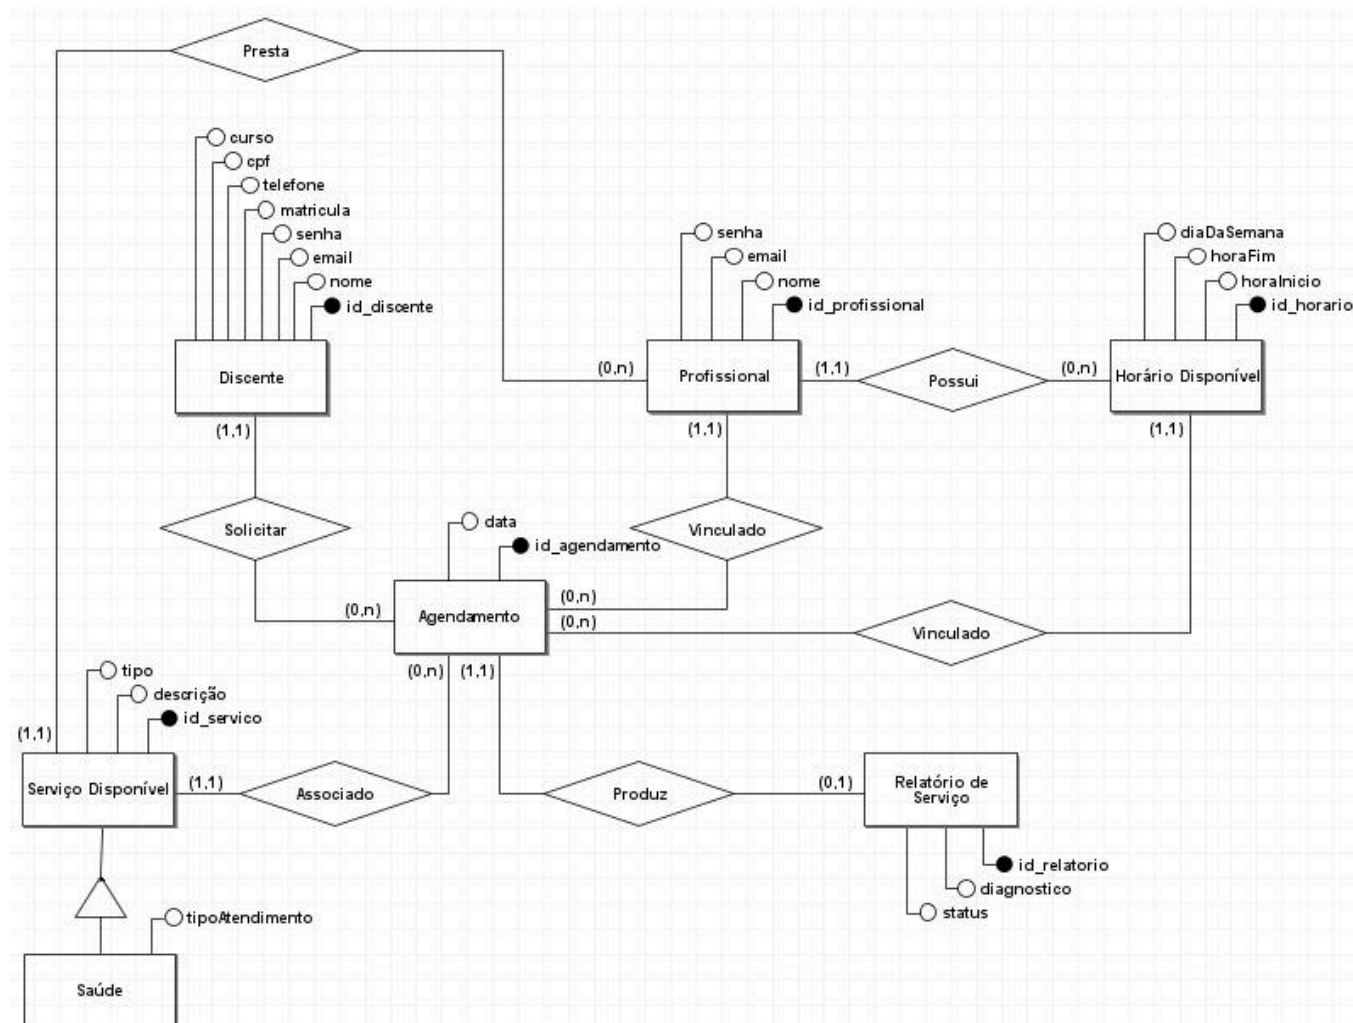 Presta
curso
cpf
telefone
matricula
senha
email
nome
id_discente
Discente
(1,1)
senha
email
nome
id_profissional
(0,n)
Profissional
(1,1)
(1,1)
Possui
diaDaSemana
horaFim
horaInicio
id_horario
(0,n)
Horário Disponível
(1,1)
Solicitar
Vinculado
data
id_agendamento
(0,n)
Agendamento
(0,n)
(0,n)
Vinculado
(0,n)
(1,1)
tipo
descrição
id_servico
(1,1)
Serviço Disponível
(1,1)
Associado
Produz
(0,1)
Relatório de
Serviço
id_relatorio
diagnostico
status
tipoAtendimento
Saúde